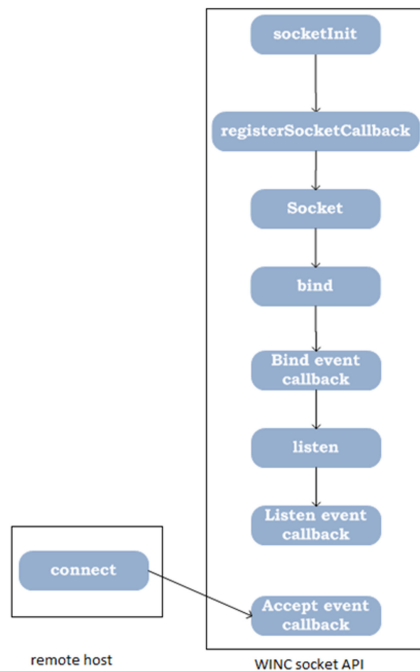 socketInit
registerSocketCallback
Socket
bind
Bind event
callback
listen
Listen event
callback
connect
Accept event
callback
remote host
WINC socket API